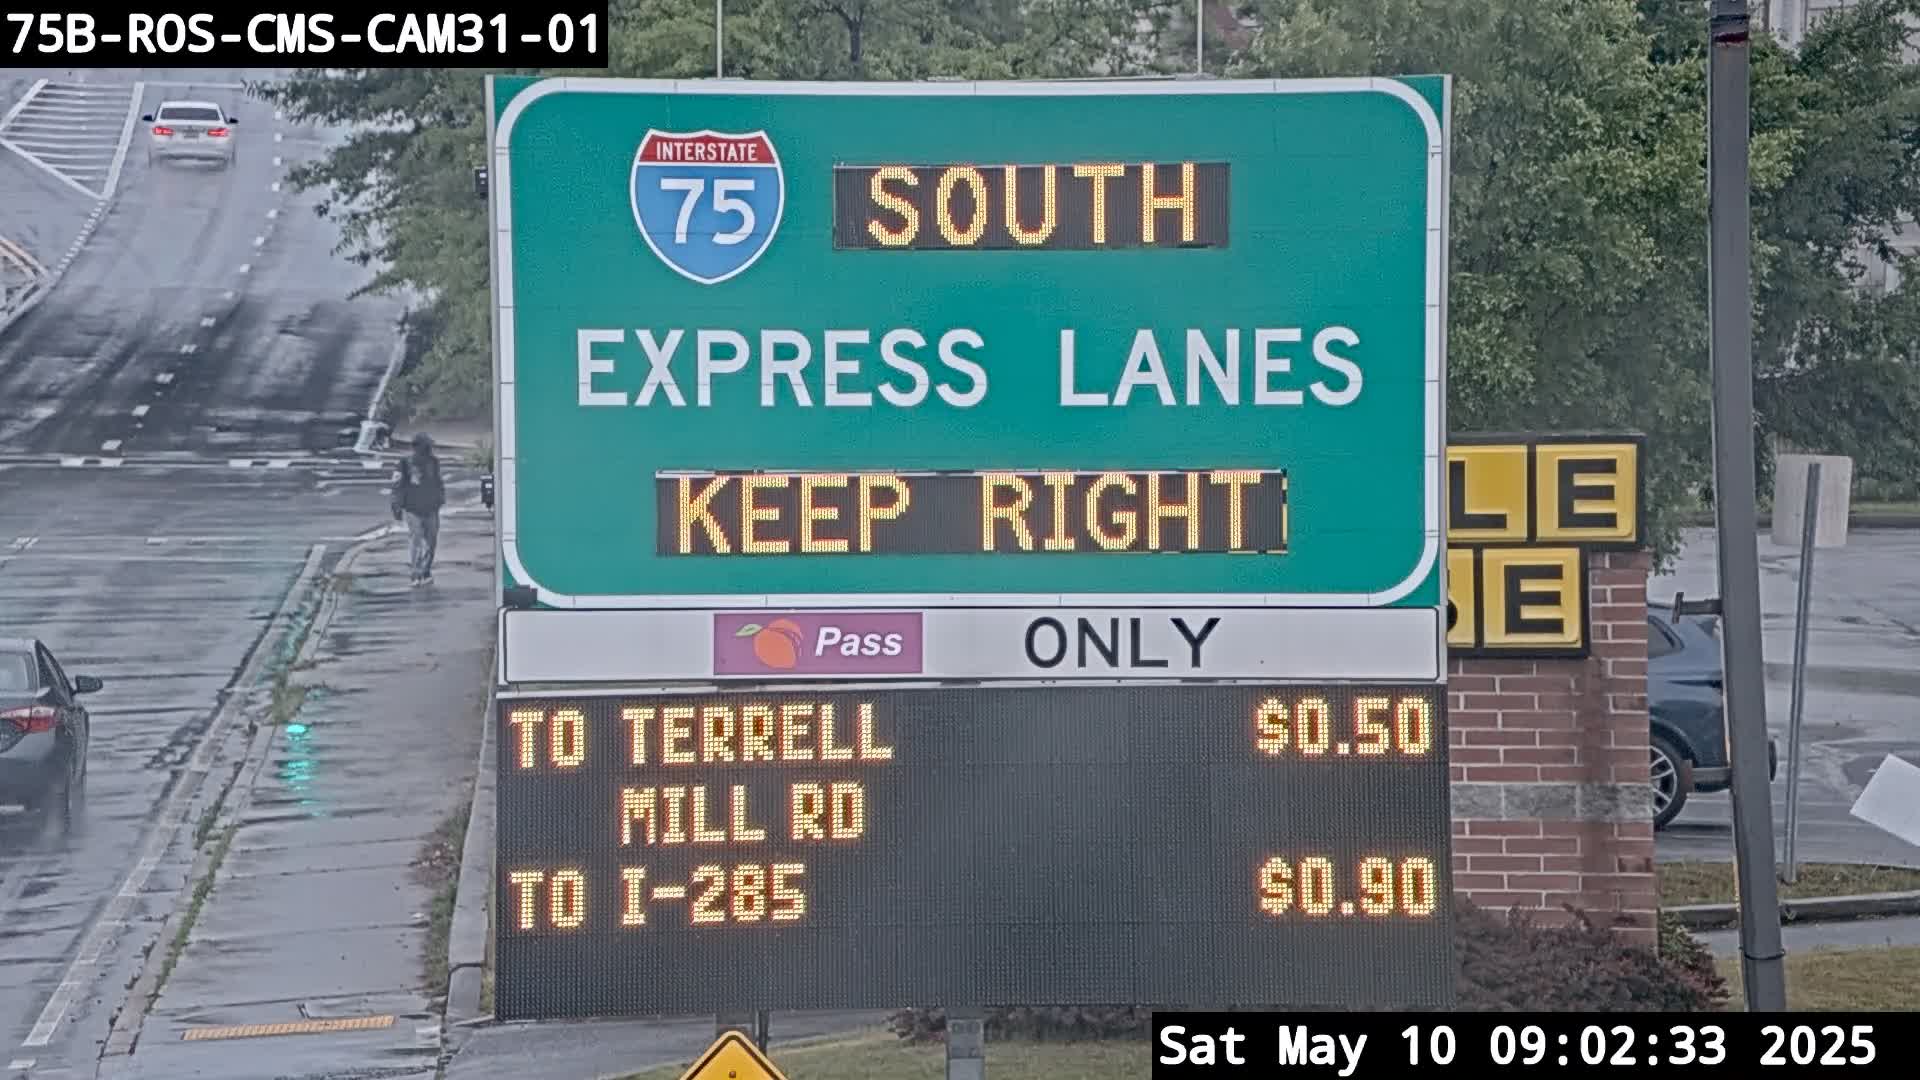 75B-ROS-CMS-CAM31-01
INTERSTATE
75
SOUTH
EXPRESS LANES
KEEP RIGHT
Pass ONLY
TO TERRELL $0.50
MILL RD
TO I-285 $0.90
LE
E
Sat May 10 09:02:33 2025